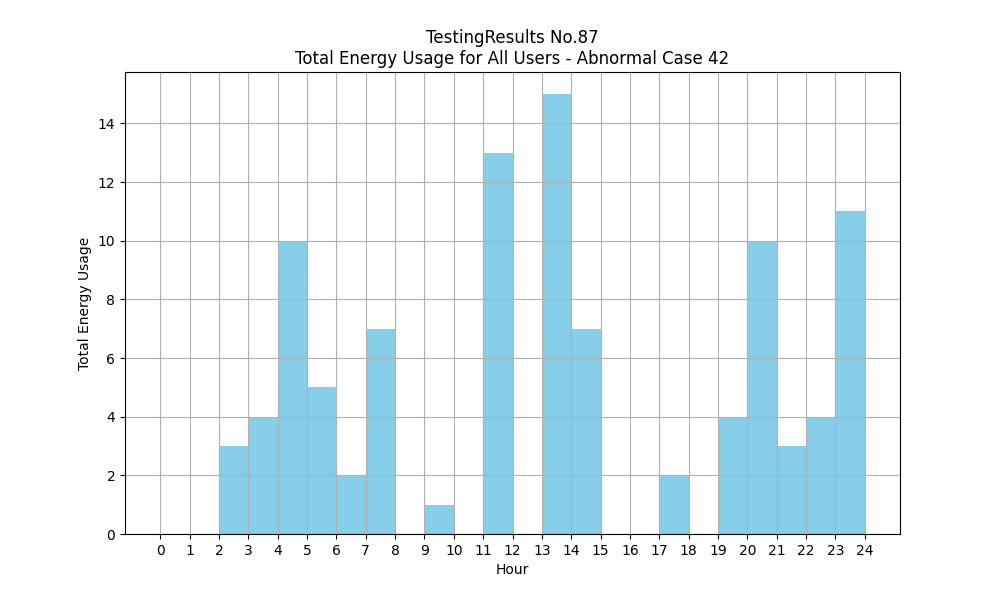 TestingResults No.87
Total Energy Usage for All Users - Abnormal Case 42
Total Energy Usage
14
12
10
8
6
4
2
0
0 1 2 3 4 5 6 7 8 9 10 11 12 13 14 15 16 17 18 19 20 21 22 23 24
Hour